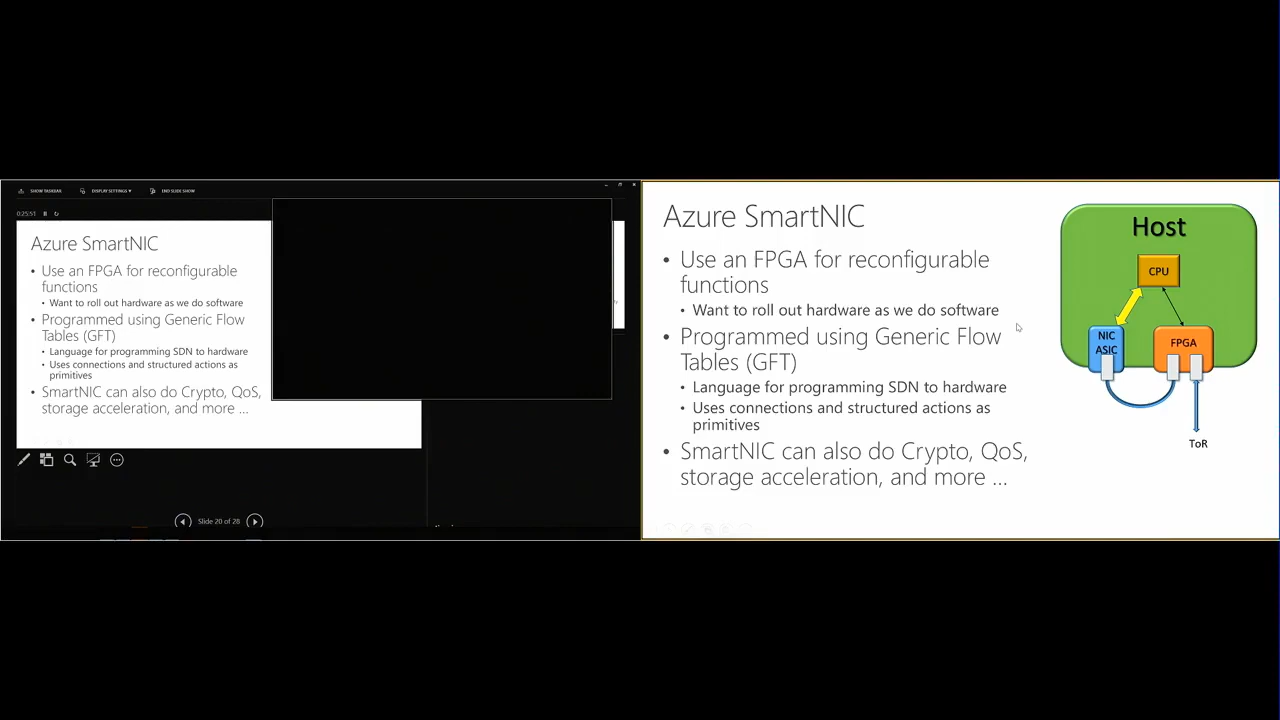 SHOW TASKBAR
DISPLAY SETTINGS ▾
END SLIDE SHOW
0:25:51
Azure SmartNIC
• Use an FPGA for reconfigurable
functions
• Want to roll out hardware as we do software
• Programmed using Generic Flow
Tables (GFT)
• Language for programming SDN to hardware
• Uses connections and structured actions as
primitives
• SmartNIC can also do Crypto, QoS,
storage acceleration, and more ...
Slide 20 of 28
Azure SmartNIC
• Use an FPGA for reconfigurable
functions
• Want to roll out hardware as we do software
• Programmed using Generic Flow
Tables (GFT)
• Language for programming SDN to hardware
• Uses connections and structured actions as
primitives
• SmartNIC can also do Crypto, QoS,
storage acceleration, and more ...
Host
CPU
NIC
ASIC
FPGA
ToR